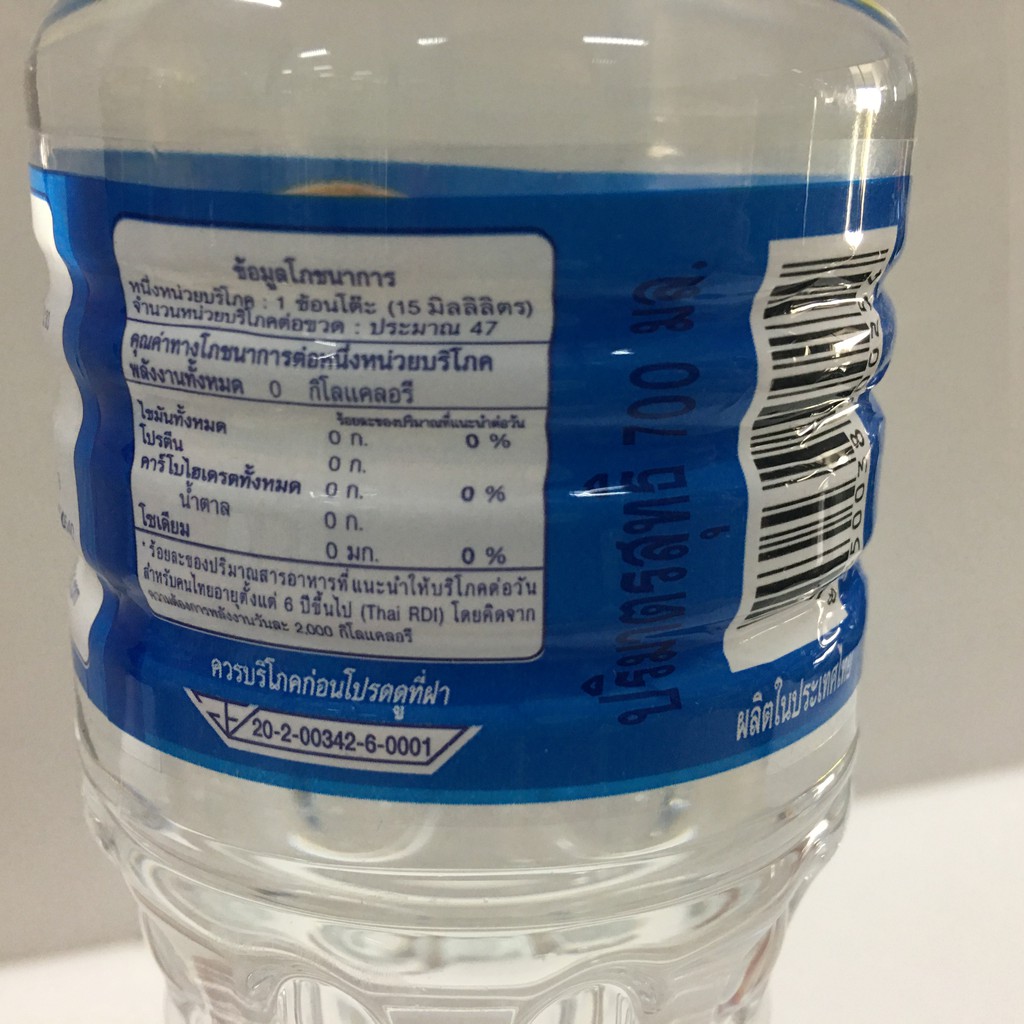 ข้อมูลโภชนาการ
หนึ่งหน่วยบริโภค : 1 ช้อนโต๊ะ (15 มิลลิลิตร)
จำนวนหน่วยบริโภคต่อขวด : ประมาณ 47
คุณค่าทางโภชนาการต่อหนึ่งหน่วยบริโภค
พลังงานทั้งหมด 0 กิโลแคลอรี
ร้อยละของปริมาณที่แนะนำต่อวัน
ไขมันทั้งหมด 0 ก. 0 %
โปรตีน 0 ก.
คาร์โบไฮเดรตทั้งหมด 0 ก. 0 %
น้ำตาล 0 ก.
โซเดียม 0 มก. 0 %
* ร้อยละของปริมาณสารอาหารที่แนะนำให้บริโภคต่อวัน
สำหรับคนไทยอายุตั้งแต่ 6 ปีขึ้นไป (Thai RDI) โดยคิดจาก
ความต้องการพลังงานวันละ 2,000 กิโลแคลอรี
ควรบริโภคก่อนโปรดดูที่ฝา
20-2-00342-6-0001
ปริมาตรสุทธิ 700 มล.
ผลิตในประเทศไทย